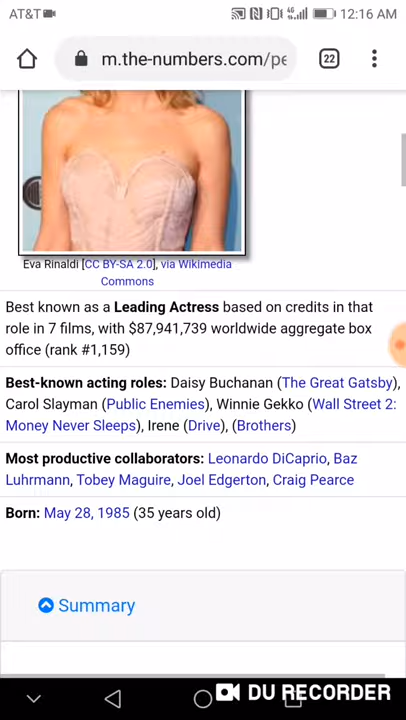 AT&T 4G 12:16 AM
m.the-numbers.com/pe 22
Eva Rinaldi [CC BY-SA 2.0], via Wikimedia
Commons
Best known as a Leading Actress based on credits in that
role in 7 films, with $87,941,739 worldwide aggregate box
office (rank #1,159)
Best-known acting roles: Daisy Buchanan (The Great Gatsby),
Carol Slayman (Public Enemies), Winnie Gekko (Wall Street 2:
Money Never Sleeps), Irene (Drive), (Brothers)
Most productive collaborators: Leonardo DiCaprio, Baz
Luhrmann, Tobey Maguire, Joel Edgerton, Craig Pearce
Born: May 28, 1985 (35 years old)
Summary
DU RECORDER